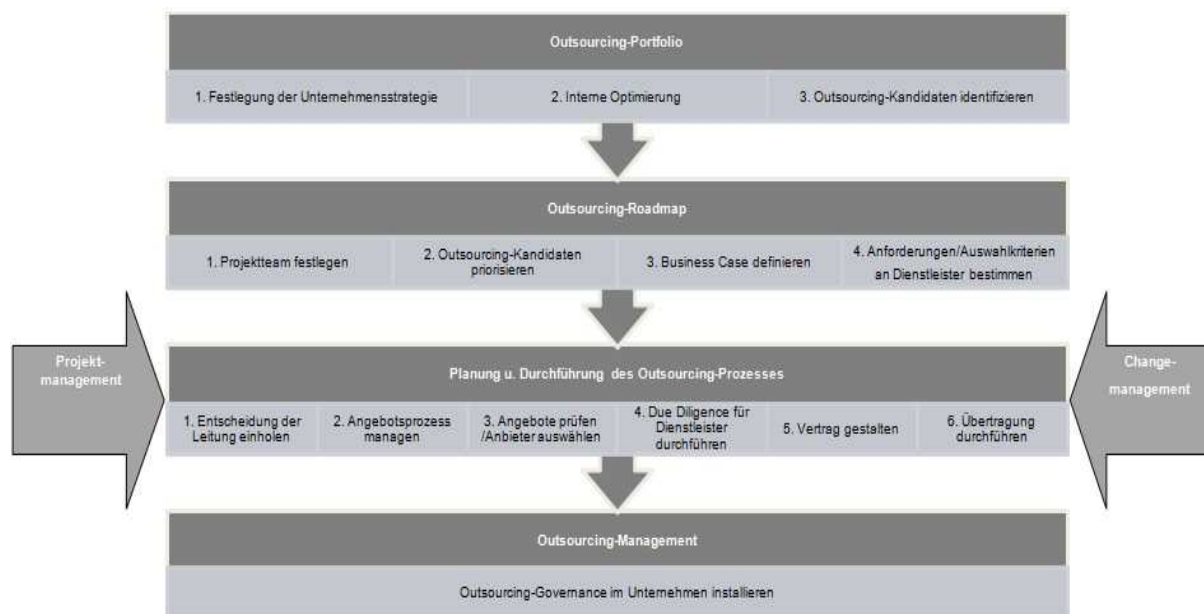 Outsourcing-Portfolio
1. Festlegung der Unternehmensstrategie
2. Interne Optimierung
3. Outsourcing-Kandidaten identifizieren
Outsourcing-Roadmap
1. Projektteam festlegen
2. Outsourcing-Kandidaten
priorisieren
3. Business Case definieren
4. Anforderungen/Auswahlkriterien
an Dienstleister bestimmen
Projekt-
management
Planung u. Durchführung des Outsourcing-Prozesses
1. Entscheidung der
Leitung einholen
2. Angebotsprozess
managen
3. Angebote prüfen
/Anbieter auswählen
4. Due Diligence für
Dienstleister
durchführen
5. Vertrag gestalten
6. Übertragung
durchführen
Change-
management
Outsourcing-Management
Outsourcing-Governance im Unternehmen installieren